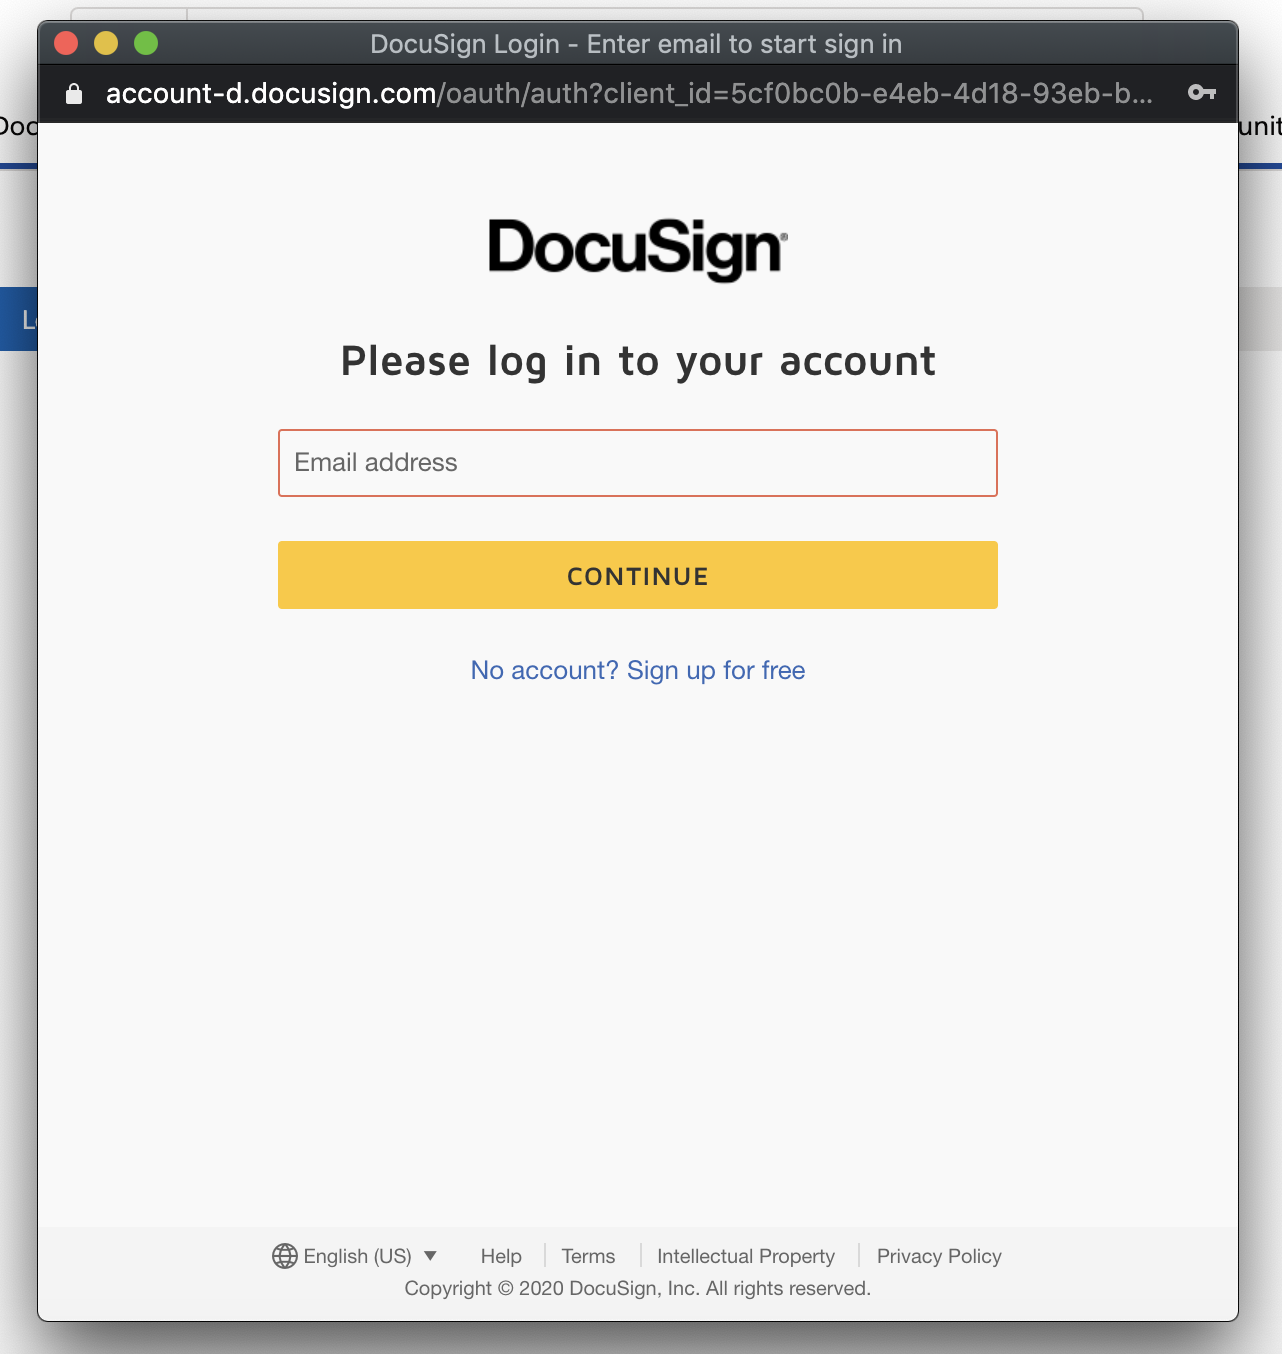 DocuSign Login - Enter email to start sign in
account-d.docusign.com/oauth/auth?client_id=5cf0bc0b-e4eb-4d18-93eb-b...
DocuSign®
Please log in to your account
Email address
CONTINUE
No account? Sign up for free
English (US) ▼ Help Terms Intellectual Property Privacy Policy
Copyright © 2020 DocuSign, Inc. All rights reserved.